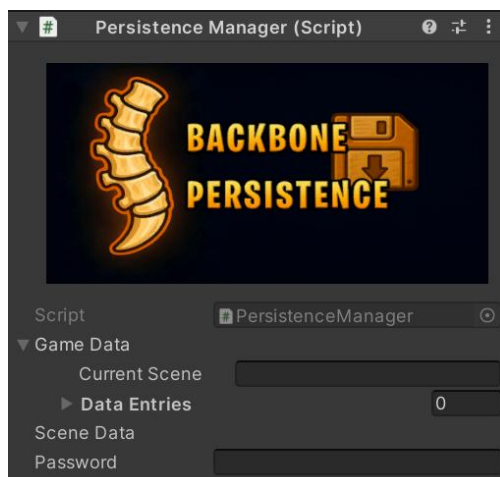 # Persistence Manager (Script)
BACKBONE
PERSISTENCE
Script # PersistenceManager
Game Data
Current Scene
Data Entries 0
Scene Data
Password